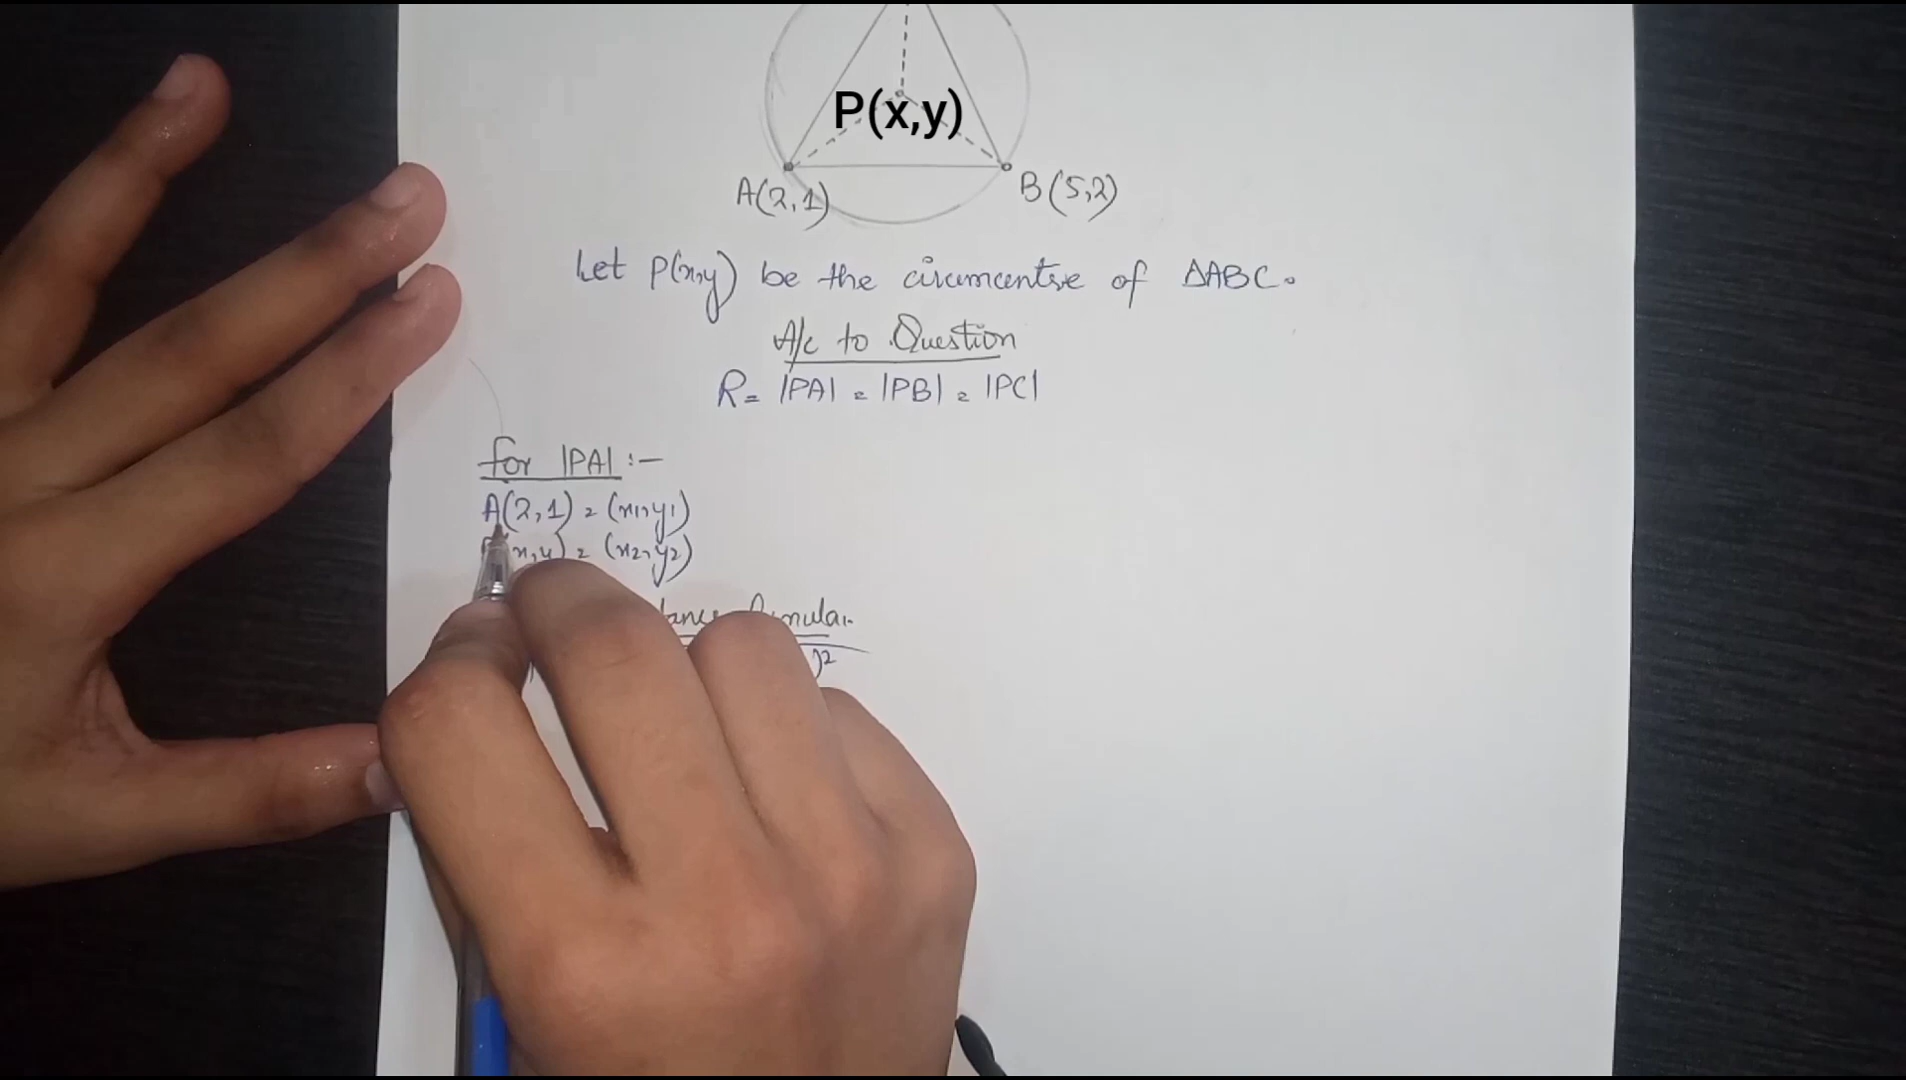 P(x,y)
A(2,1)
B(5,2)
Let P(x,y) be the circumcentre of ΔABC.
A/c to Question
R = |PA| = |PB| = |PC|
for |PA| :-
A(2,1) = (x1,y1)
(x,y) = (x2,y2)
)2